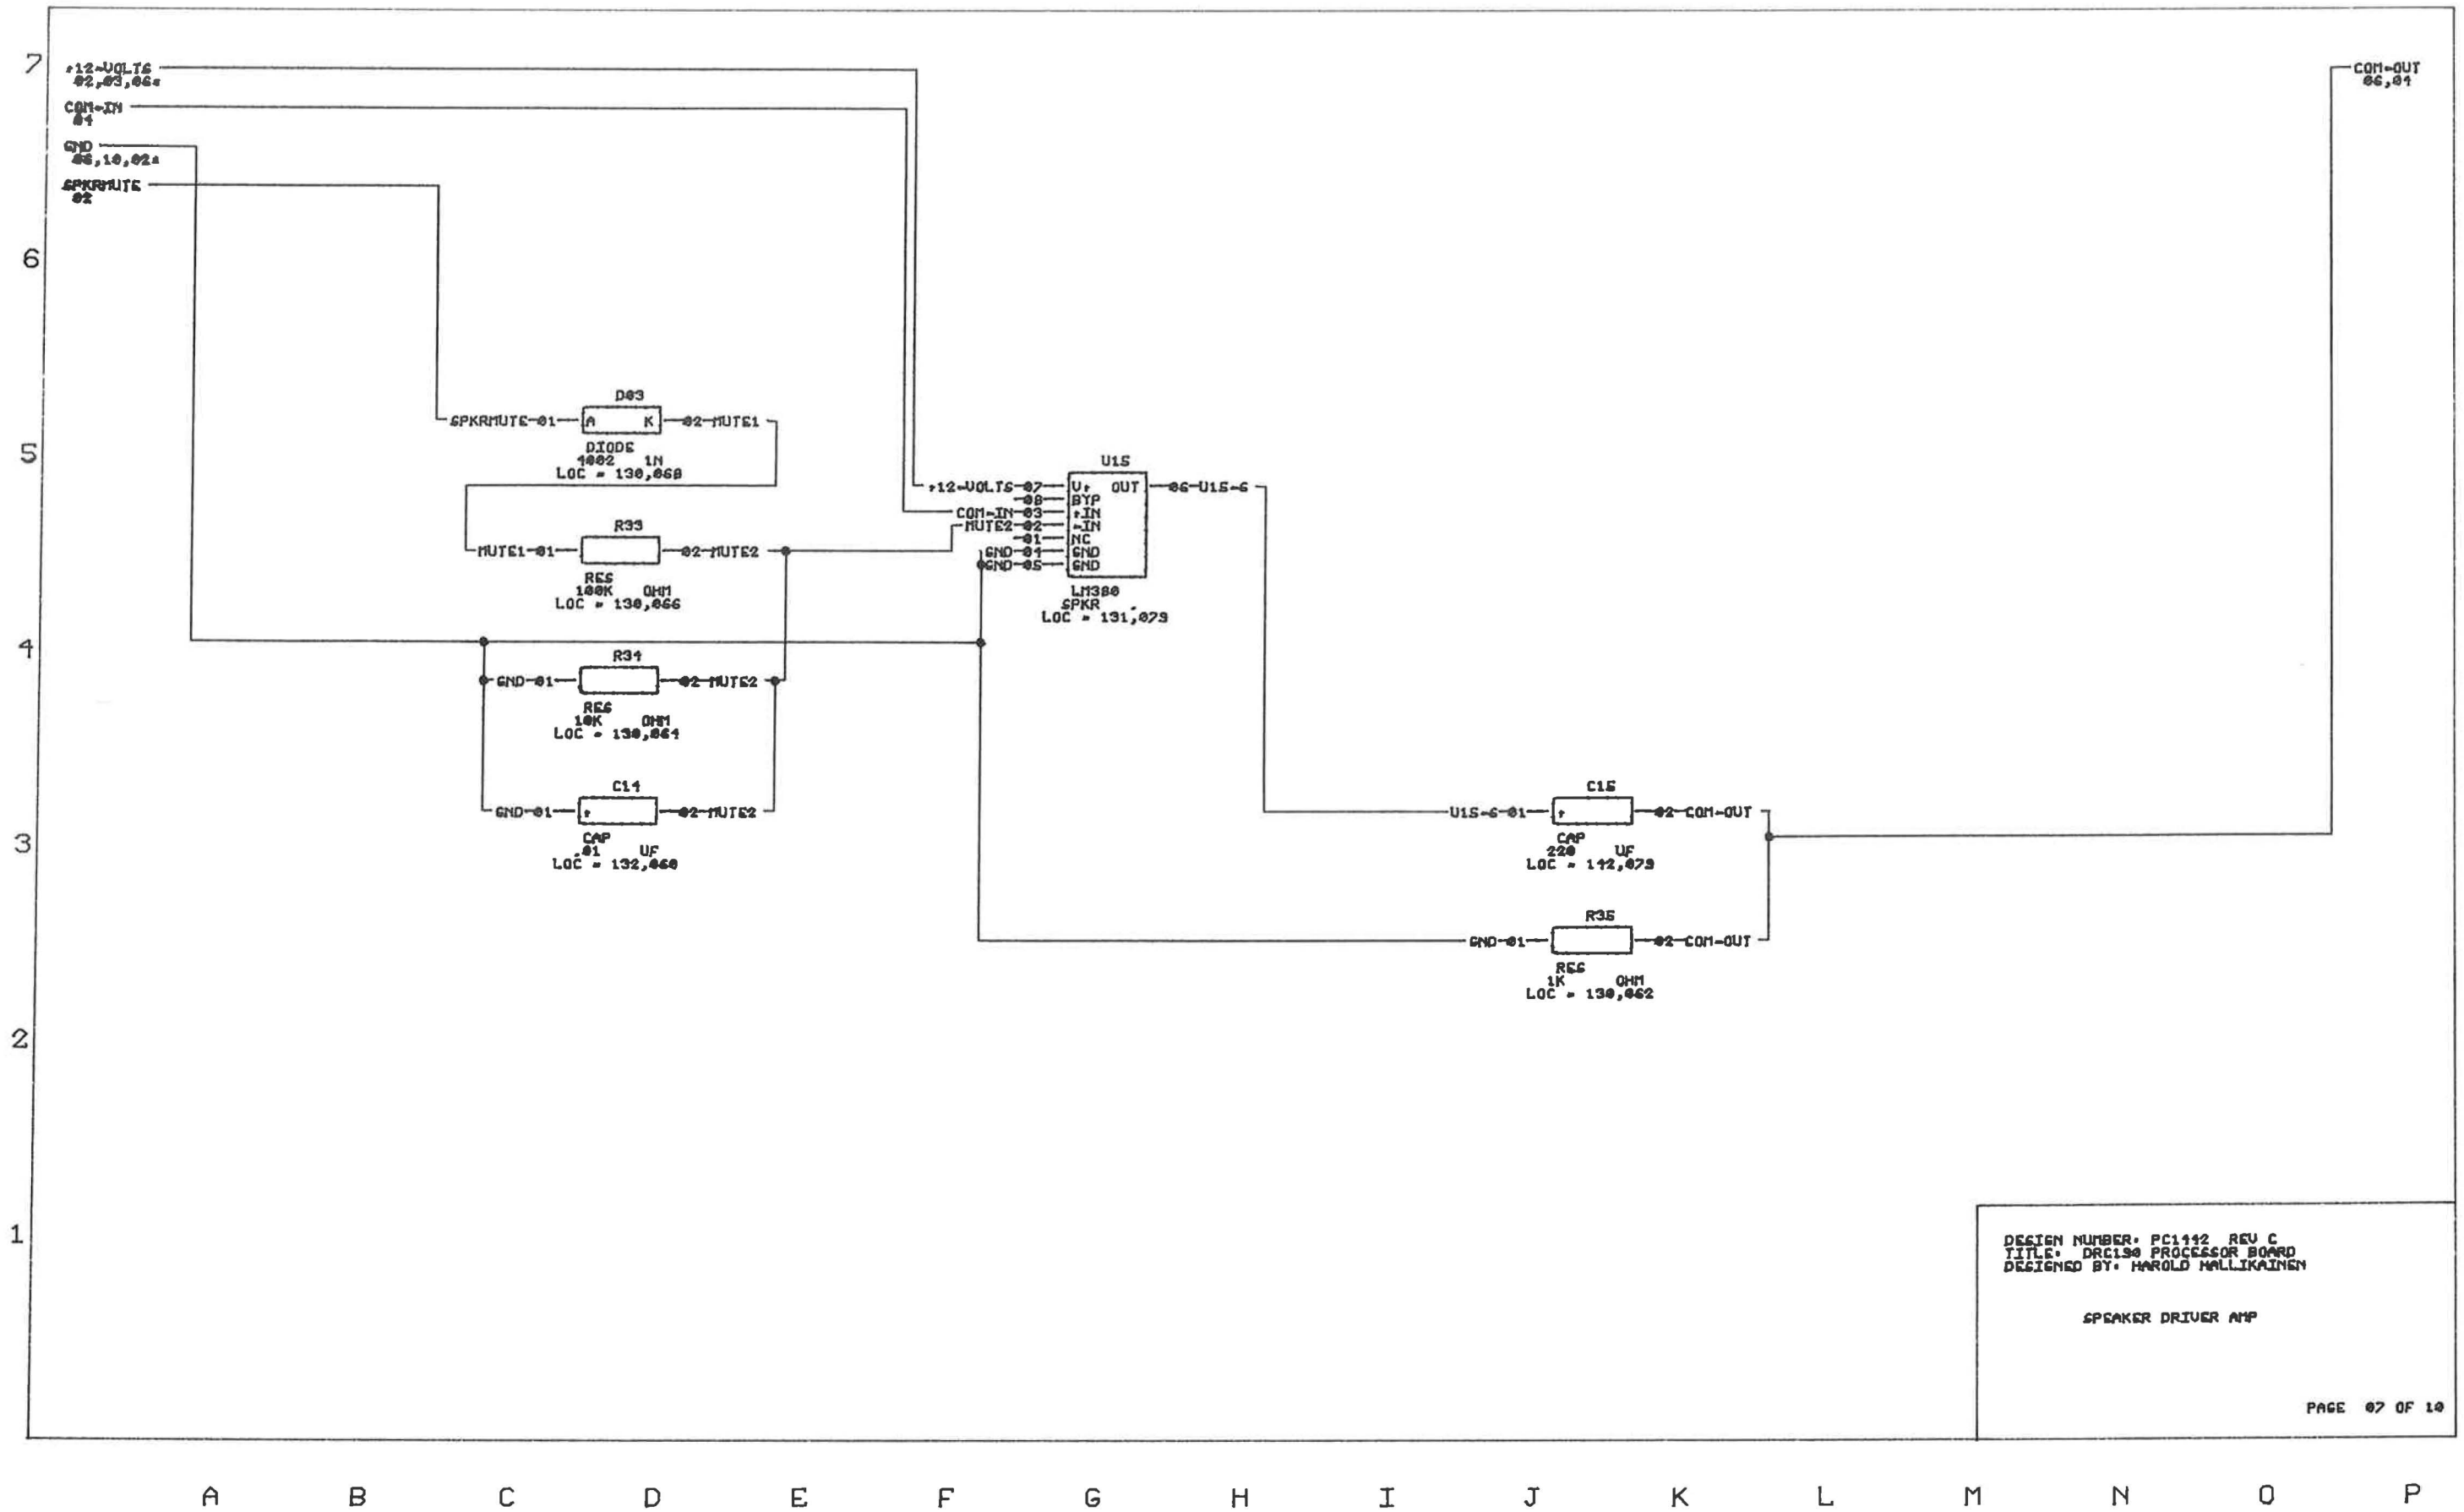 7
+12-VOLTS
02,03,06*
COM-IN
04
GND
06,10,02*
SPKRMUTE
02
COM-OUT
06,04
6
5
4
3
2
1
D03
SPKRMUTE-01 A K 02-MUTE1
DIODE
4002 1N
LOC = 130,068
R33
MUTE1-01 02-MUTE2
RES
100K OHM
LOC = 130,066
R34
GND-01 02-MUTE2
RES
10K OHM
LOC = 130,064
C14
GND-01 + 02-MUTE2
CAP
.01 UF
LOC = 132,060
U15
+12-VOLTS-07 V+ OUT 06-U15-6
08 BYP
COM-IN-03 +IN
MUTE2-02 -IN
01 NC
GND-04 GND
GND-05 GND
LM380
SPKR
LOC = 131,079
C15
U15-6-01 + 02-COM-OUT
CAP
220 UF
LOC = 142,079
R35
GND-01 02-COM-OUT
RES
1K OHM
LOC = 130,062
DESIGN NUMBER: PC1442 REV C
TITLE: DRC190 PROCESSOR BOARD
DESIGNED BY: HAROLD HALLIKAINEN
SPEAKER DRIVER AMP
PAGE 07 OF 10
A B C D E F G H I J K L M N O P